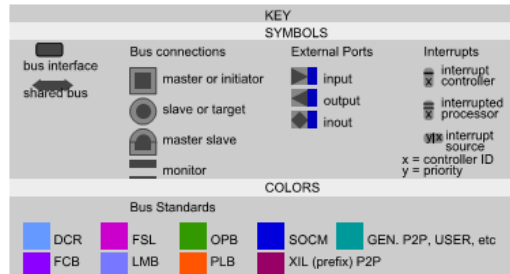 KEY
SYMBOLS
bus interface
shared bus
Bus connections
master or initiator
slave or target
master slave
monitor
External Ports
input
output
inout
Interrupts
x
interrupt
controller
x
interrupted
processor
y x
interrupt
source
x = controller ID
y = priority
COLORS
Bus Standards
DCR
FSL
OPB
SOCM
GEN. P2P, USER, etc
FCB
LMB
PLB
XIL (prefix) P2P